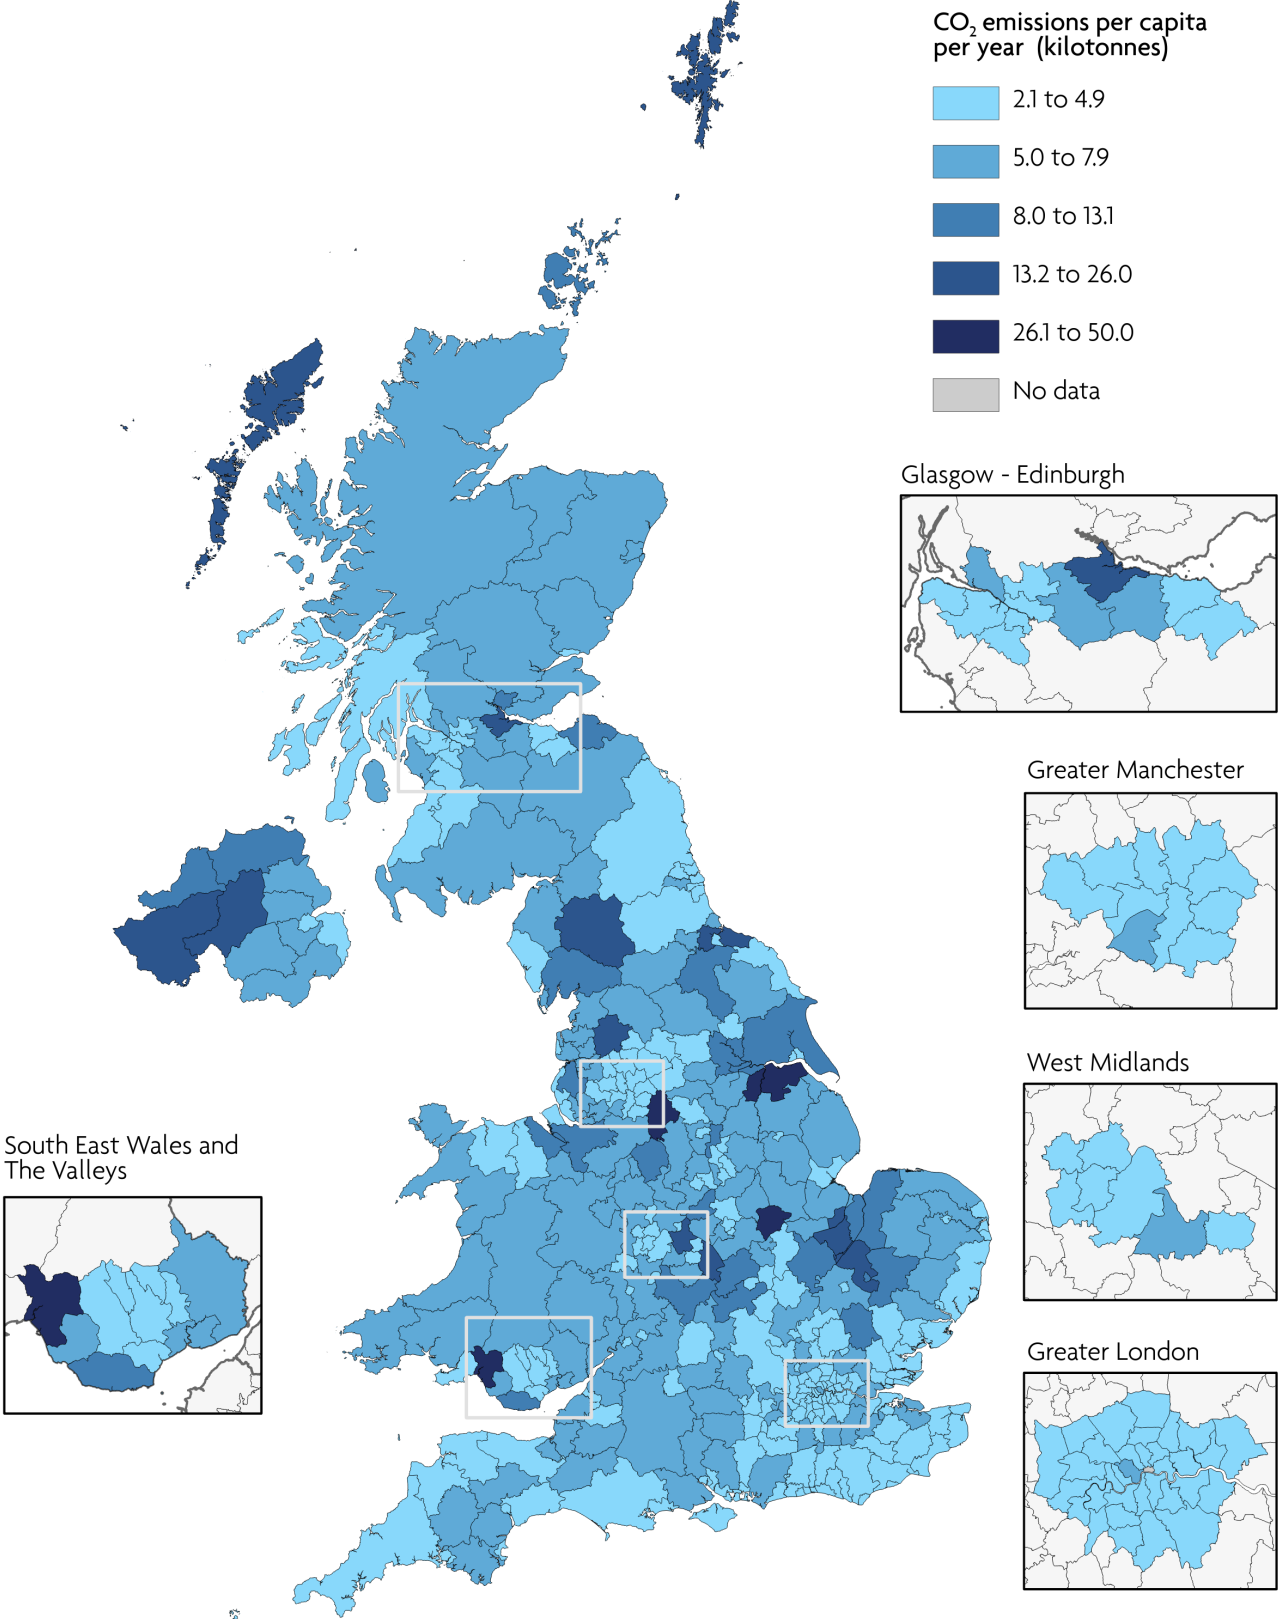 CO₂ emissions per capita
per year (kilotonnes)
2.1 to 4.9
5.0 to 7.9
8.0 to 13.1
13.2 to 26.0
26.1 to 50.0
No data
Glasgow - Edinburgh
Greater Manchester
West Midlands
South East Wales and
The Valleys
Greater London